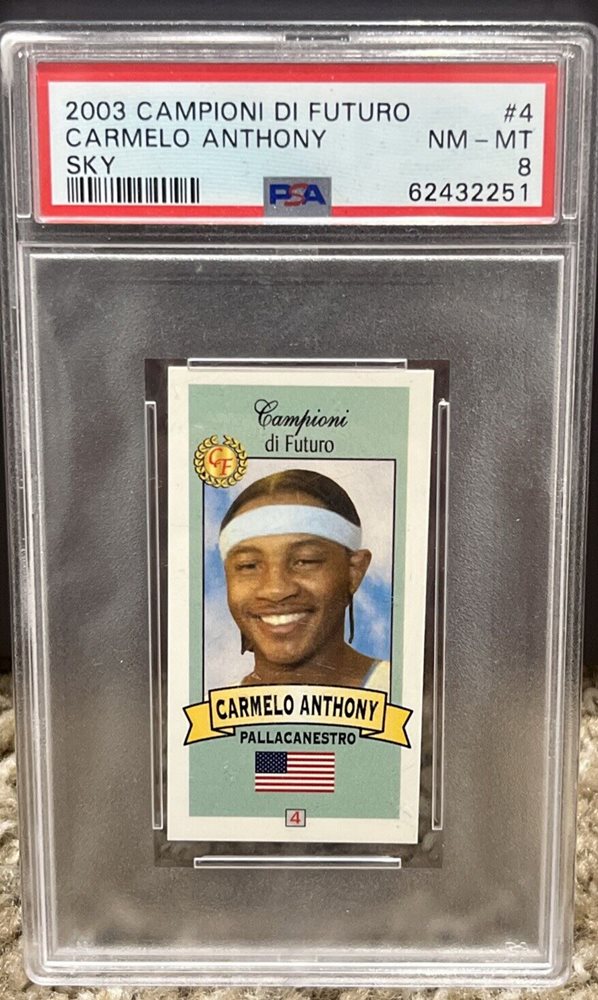 2003 CAMPIONI DI FUTURO #4
CARMELO ANTHONY NM - MT
SKY 8
PSA 62432251
Campioni
di Futuro
CF
CARMELO ANTHONY
PALLACANESTRO
4